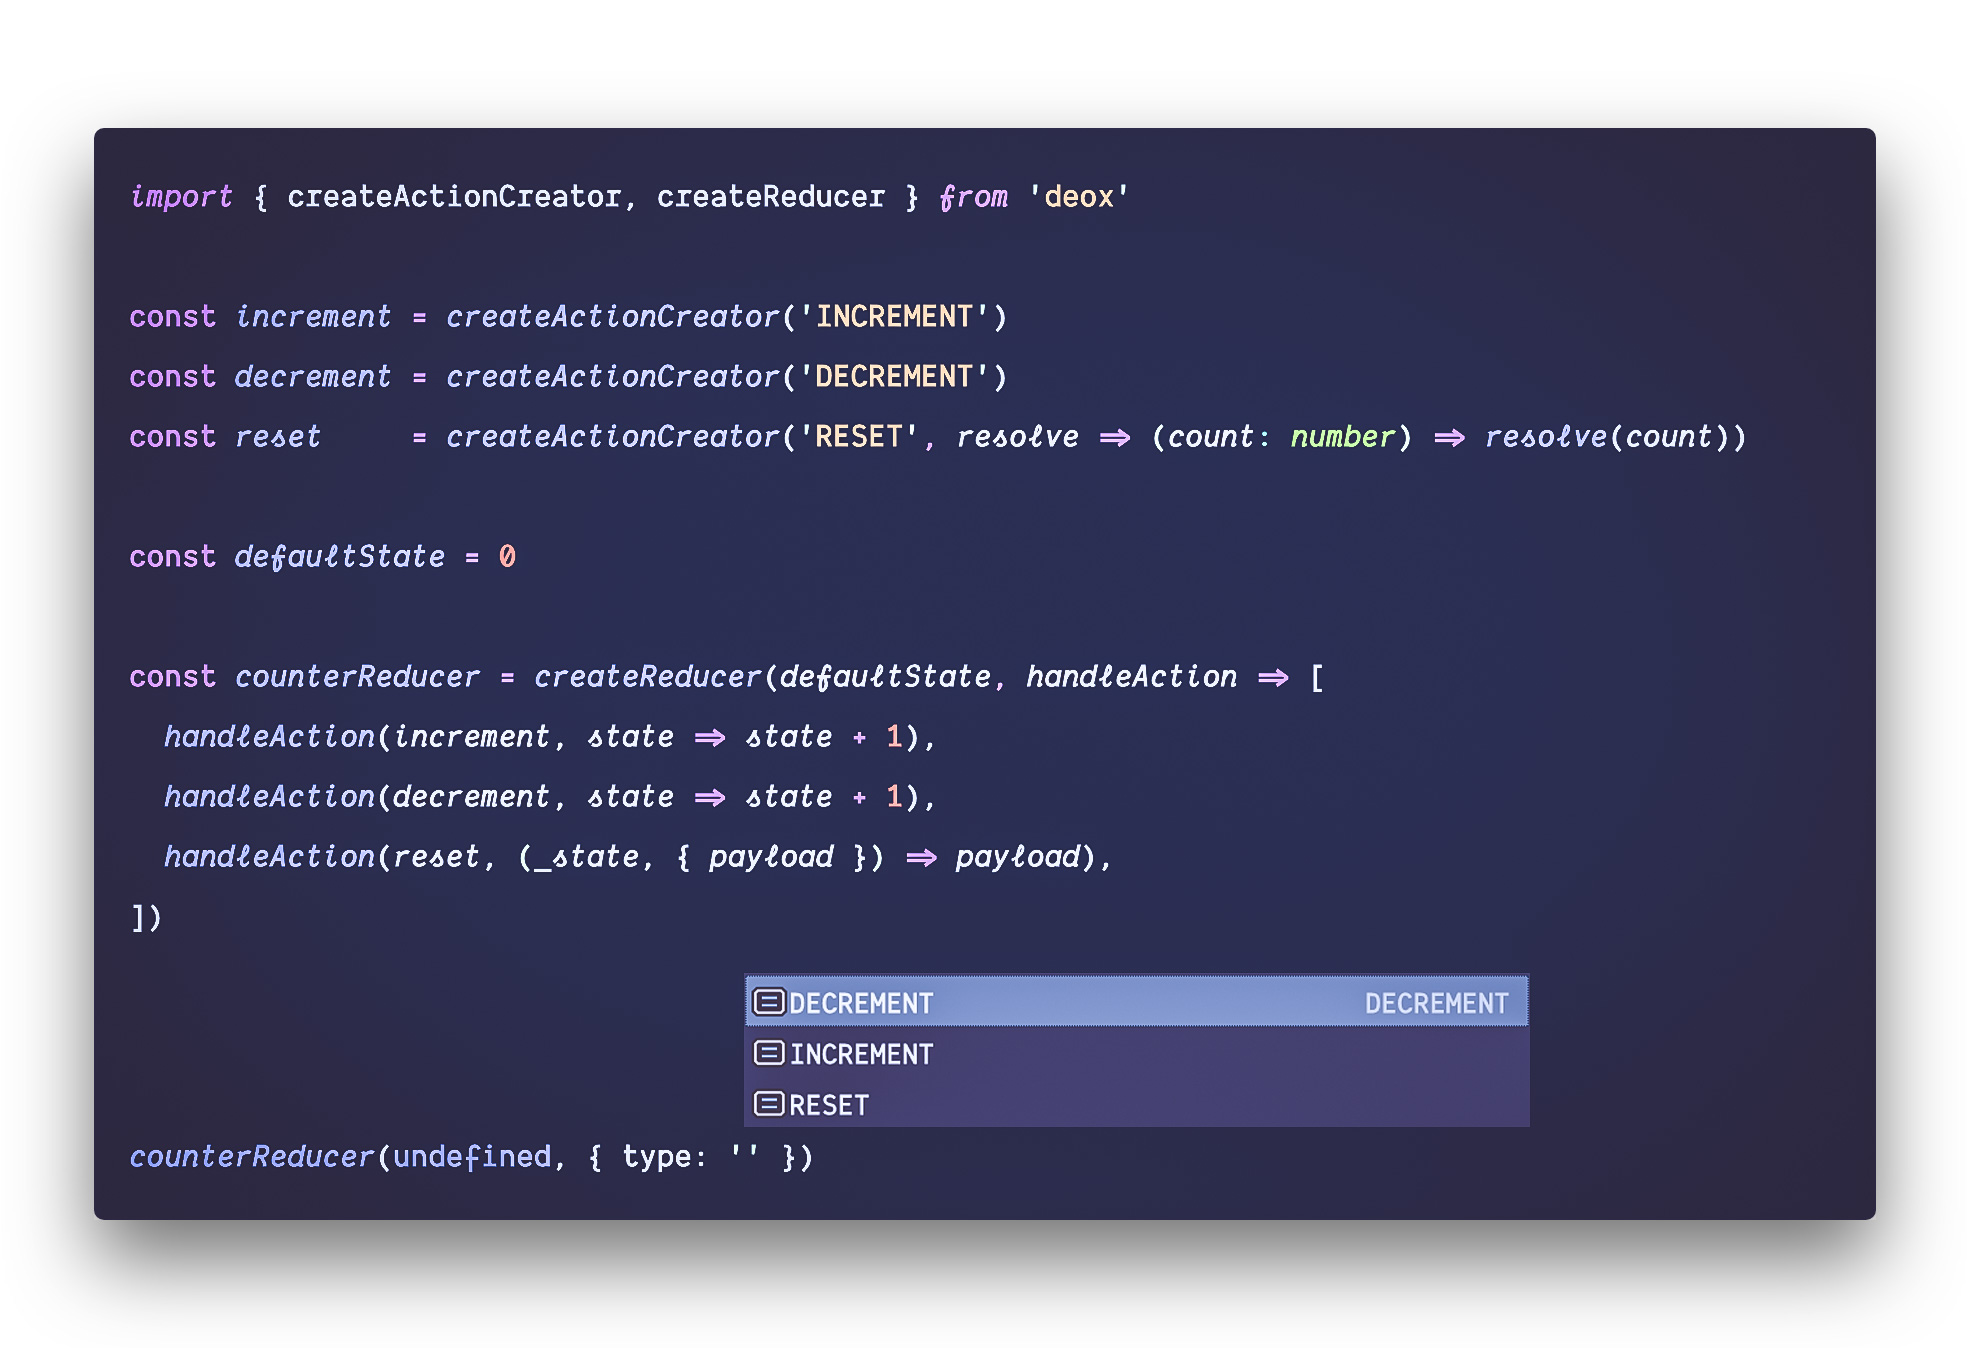 import { createActionCreator, createReducer } from 'deox'
const increment = createActionCreator('INCREMENT')
const decrement = createActionCreator('DECREMENT')
const reset     = createActionCreator('RESET', resolve => (count: number) => resolve(count))
const defaultState = 0
const counterReducer = createReducer(defaultState, handleAction => [
  handleAction(increment, state => state + 1),
  handleAction(decrement, state => state + 1),
  handleAction(reset, (_state, { payload }) => payload),
])
DECREMENT DECREMENT
INCREMENT
RESET
counterReducer(undefined, { type: '' })